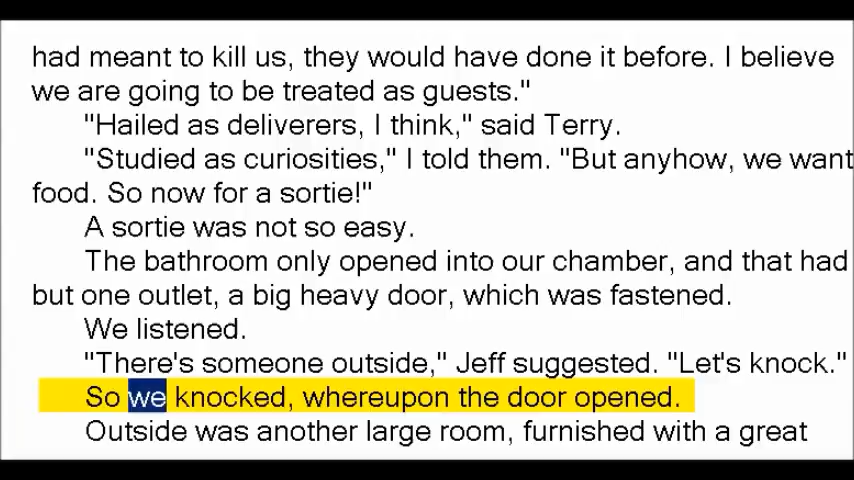 had meant to kill us, they would have done it before. I believe
we are going to be treated as guests."
"Hailed as deliverers, I think," said Terry.
"Studied as curiosities," I told them. "But anyhow, we want
food. So now for a sortie!"
A sortie was not so easy.
The bathroom only opened into our chamber, and that had
but one outlet, a big heavy door, which was fastened.
We listened.
"There's someone outside," Jeff suggested. "Let's knock."
So we knocked, whereupon the door opened.
Outside was another large room, furnished with a great